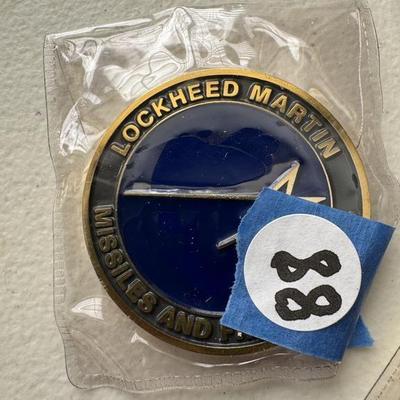 LOCKHEED MARTIN
MISSILES AND
88